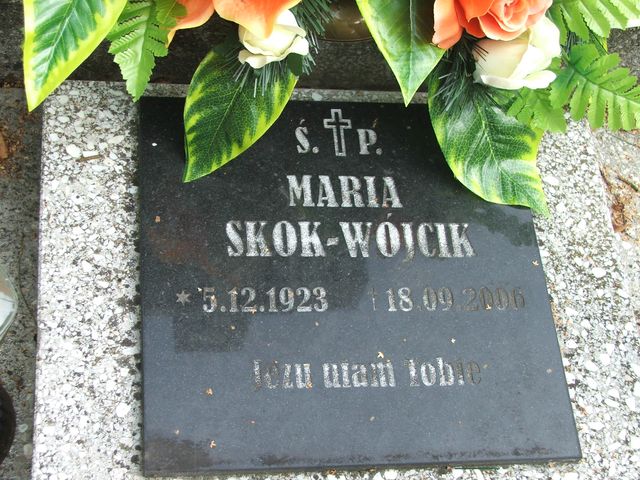 Ś. P.
MARIA
SKOK-WÓJCIK
* 5.12.1923 † 18.09.2006
Jezu ufam Tobie